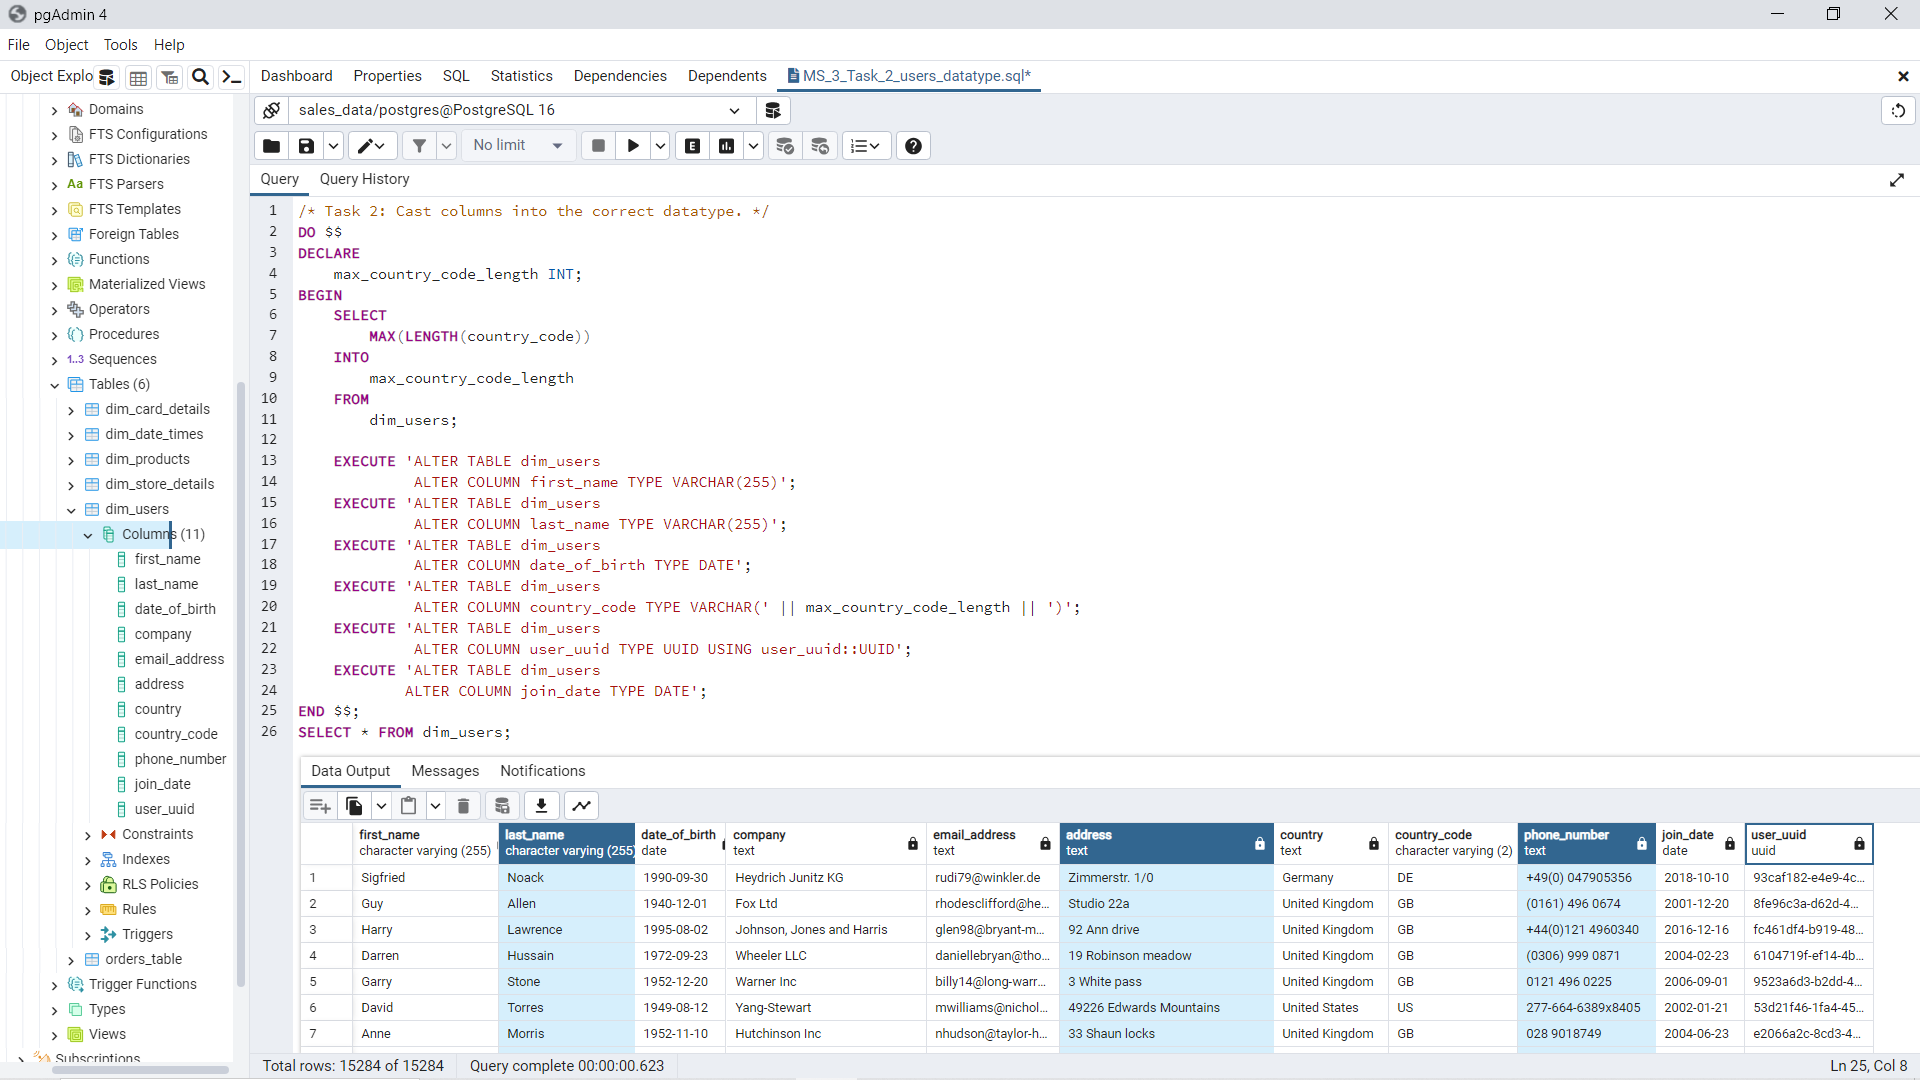 pgAdmin 4
File Object Tools Help
Object Explo
Dashboard Properties SQL Statistics Dependencies Dependents MS_3_Task_2_users_datatype.sql*
sales_data/postgres@PostgreSQL 16
No limit
E
Query Query History
Domains
FTS Configurations
FTS Dictionaries
Aa FTS Parsers
FTS Templates
Foreign Tables
Functions
Materialized Views
Operators
Procedures
1..3 Sequences
Tables (6)
dim_card_details
dim_date_times
dim_products
dim_store_details
dim_users
Columns (11)
first_name
last_name
date_of_birth
company
email_address
address
country
country_code
phone_number
join_date
user_uuid
Constraints
Indexes
RLS Policies
Rules
Triggers
orders_table
Trigger Functions
Types
Views
Subscriptions
1 /* Task 2: Cast columns into the correct datatype. */
2 DO $$
3 DECLARE
4 max_country_code_length INT;
5 BEGIN
6 SELECT
7 MAX(LENGTH(country_code))
8 INTO
9 max_country_code_length
10 FROM
11 dim_users;
12
13 EXECUTE 'ALTER TABLE dim_users
14 ALTER COLUMN first_name TYPE VARCHAR(255)';
15 EXECUTE 'ALTER TABLE dim_users
16 ALTER COLUMN last_name TYPE VARCHAR(255)';
17 EXECUTE 'ALTER TABLE dim_users
18 ALTER COLUMN date_of_birth TYPE DATE';
19 EXECUTE 'ALTER TABLE dim_users
20 ALTER COLUMN country_code TYPE VARCHAR(' || max_country_code_length || ')';
21 EXECUTE 'ALTER TABLE dim_users
22 ALTER COLUMN user_uuid TYPE UUID USING user_uuid::UUID';
23 EXECUTE 'ALTER TABLE dim_users
24 ALTER COLUMN join_date TYPE DATE';
25 END $$;
26 SELECT * FROM dim_users;
Data Output Messages Notifications
first_name last_name date_of_birth company email_address address country country_code phone_number join_date user_uuid
character varying (255) character varying (255) date text text text text character varying (2) text date uuid
1 Sigfried Noack 1990-09-30 Heydrich Junitz KG rudi79@winkler.de Zimmerstr. 1/0 Germany DE +49(0) 047905356 2018-10-10 93caf182-e4e9-4c...
2 Guy Allen 1940-12-01 Fox Ltd rhodesclifford@he... Studio 22a United Kingdom GB (0161) 496 0674 2001-12-20 8fe96c3a-d62d-4...
3 Harry Lawrence 1995-08-02 Johnson, Jones and Harris glen98@bryant-m... 92 Ann drive United Kingdom GB +44(0)121 4960340 2016-12-16 fc461df4-b919-48...
4 Darren Hussain 1972-09-23 Wheeler LLC daniellebryan@tho... 19 Robinson meadow United Kingdom GB (0306) 999 0871 2004-02-23 6104719f-ef14-4b...
5 Garry Stone 1952-12-20 Warner Inc billy14@long-warr... 3 White pass United Kingdom GB 0121 496 0225 2006-09-01 9523a6d3-b2dd-4...
6 David Torres 1949-08-12 Yang-Stewart mwilliams@nichol... 49226 Edwards Mountains United States US 277-664-6389x8405 2002-01-21 53d21f46-1fa4-45...
7 Anne Morris 1952-11-10 Hutchinson Inc nhudson@taylor-h... 33 Shaun locks United Kingdom GB 028 9018749 2004-06-23 e2066a2c-8cd3-4...
Total rows: 15284 of 15284 Query complete 00:00:00.623 Ln 25, Col 8